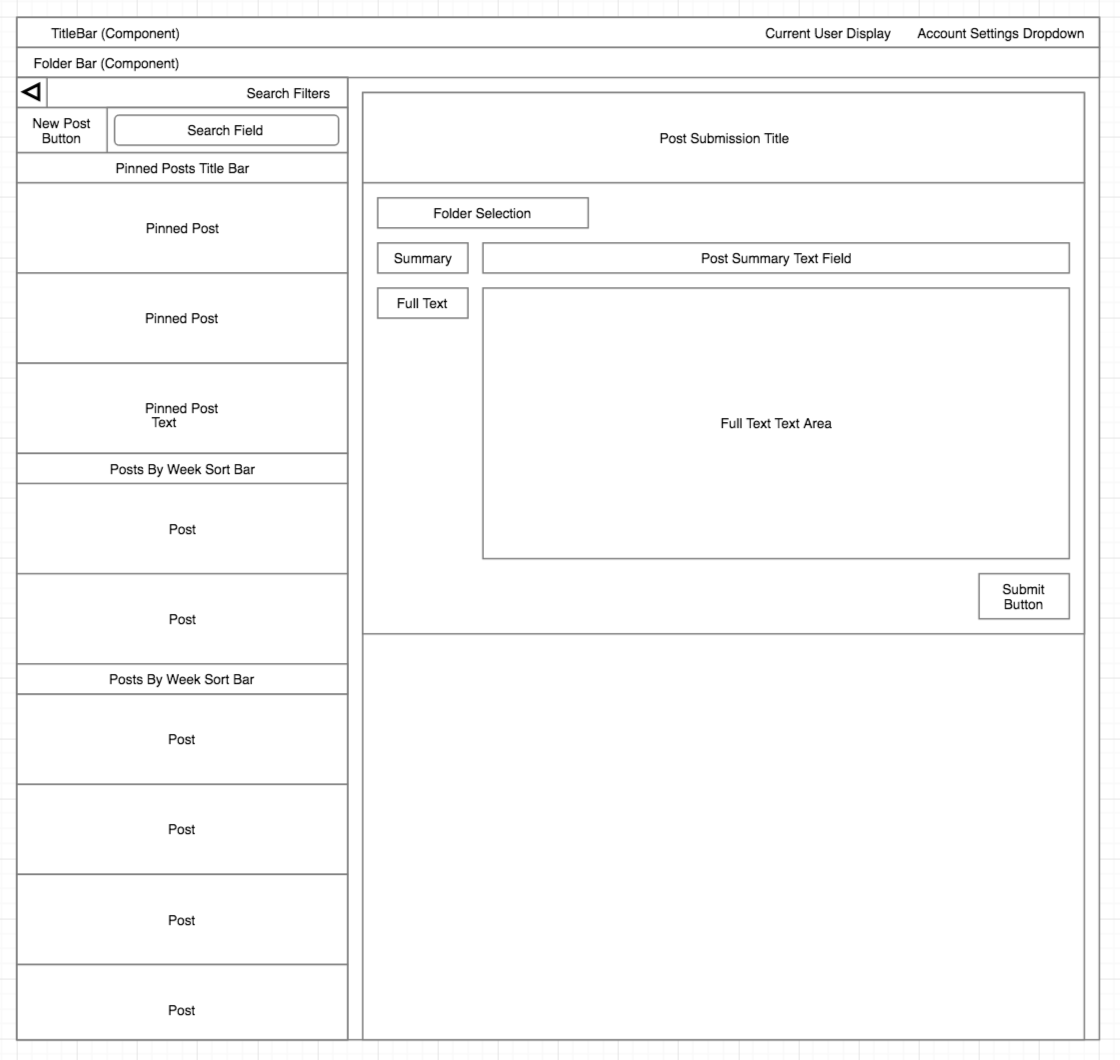 TitleBar (Component)
Current User Display
Account Settings Dropdown
Folder Bar (Component)
Search Filters
New Post
Button
Search Field
Pinned Posts Title Bar
Pinned Post
Pinned Post
Pinned Post
Text
Posts By Week Sort Bar
Post
Post
Posts By Week Sort Bar
Post
Post
Post
Post
Post Submission Title
Folder Selection
Summary
Post Summary Text Field
Full Text
Full Text Text Area
Submit
Button